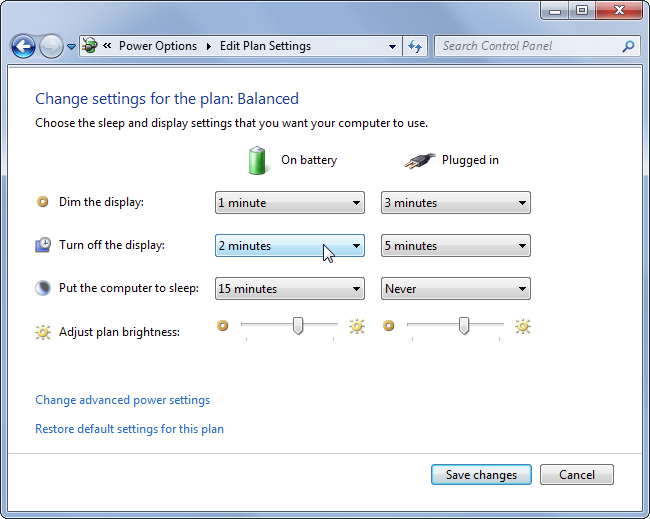 « Power Options ▸ Edit Plan Settings
Search Control Panel
Change settings for the plan: Balanced
Choose the sleep and display settings that you want your computer to use.
On battery Plugged in
Dim the display: 1 minute 3 minutes
Turn off the display: 2 minutes 5 minutes
Put the computer to sleep: 15 minutes Never
Adjust plan brightness:
Change advanced power settings
Restore default settings for this plan
Save changes Cancel